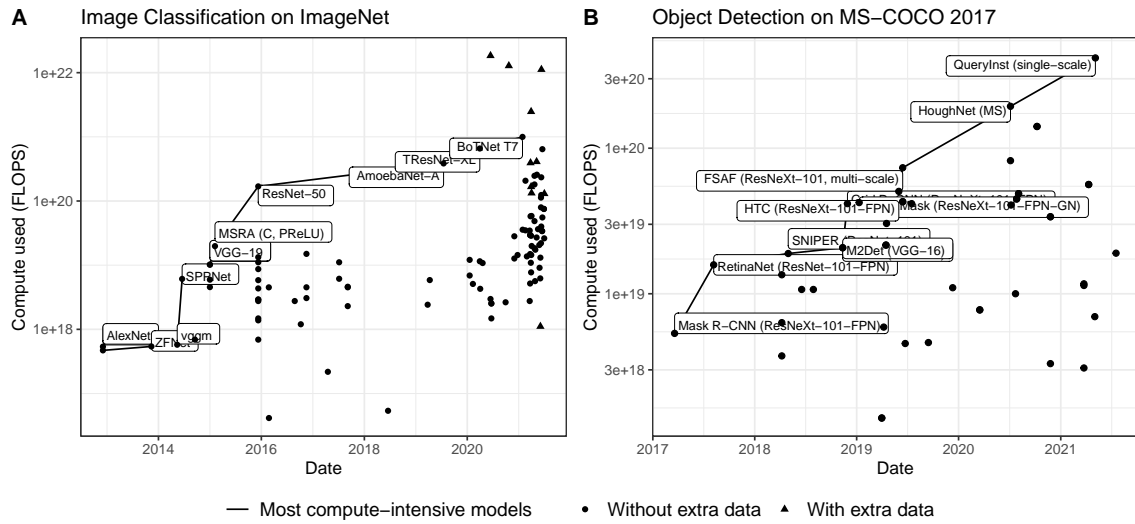 A Image Classification on ImageNet
Compute used (FLOPS)
1e+22
1e+20
1e+18
BoTNet T7
TResNet−XL
AmoebaNet−A
ResNet−50
MSRA (C, PReLU)
VGG−19
SPPNet
AlexNet
ZFNet
vggm
2014 2016 2018 2020
Date
B Object Detection on MS−COCO 2017
Compute used (FLOPS)
3e+20
1e+20
3e+19
1e+19
3e+18
QueryInst (single−scale)
HoughNet (MS)
FSAF (ResNeXt−101, multi−scale)
Mask (ResNeXt−101−FPN−GN)
HTC (ResNeXt−101−FPN)
SNIPER
M2Det (VGG−16)
RetinaNet (ResNet−101−FPN)
Mask R−CNN (ResNeXt−101−FPN)
2017 2018 2019 2020 2021
Date
Most compute−intensive models Without extra data With extra data